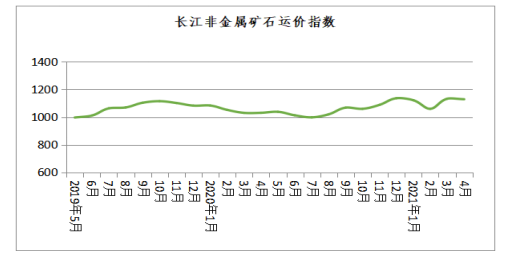 长江非金属矿石运价指数
1400
1200
1000
800
600
2019年5月
6月
7月
8月
9月
10月
11月
12月
2020年1月
2月
3月
4月
5月
6月
7月
8月
9月
10月
11月
12月
2021年1月
2月
3月
4月